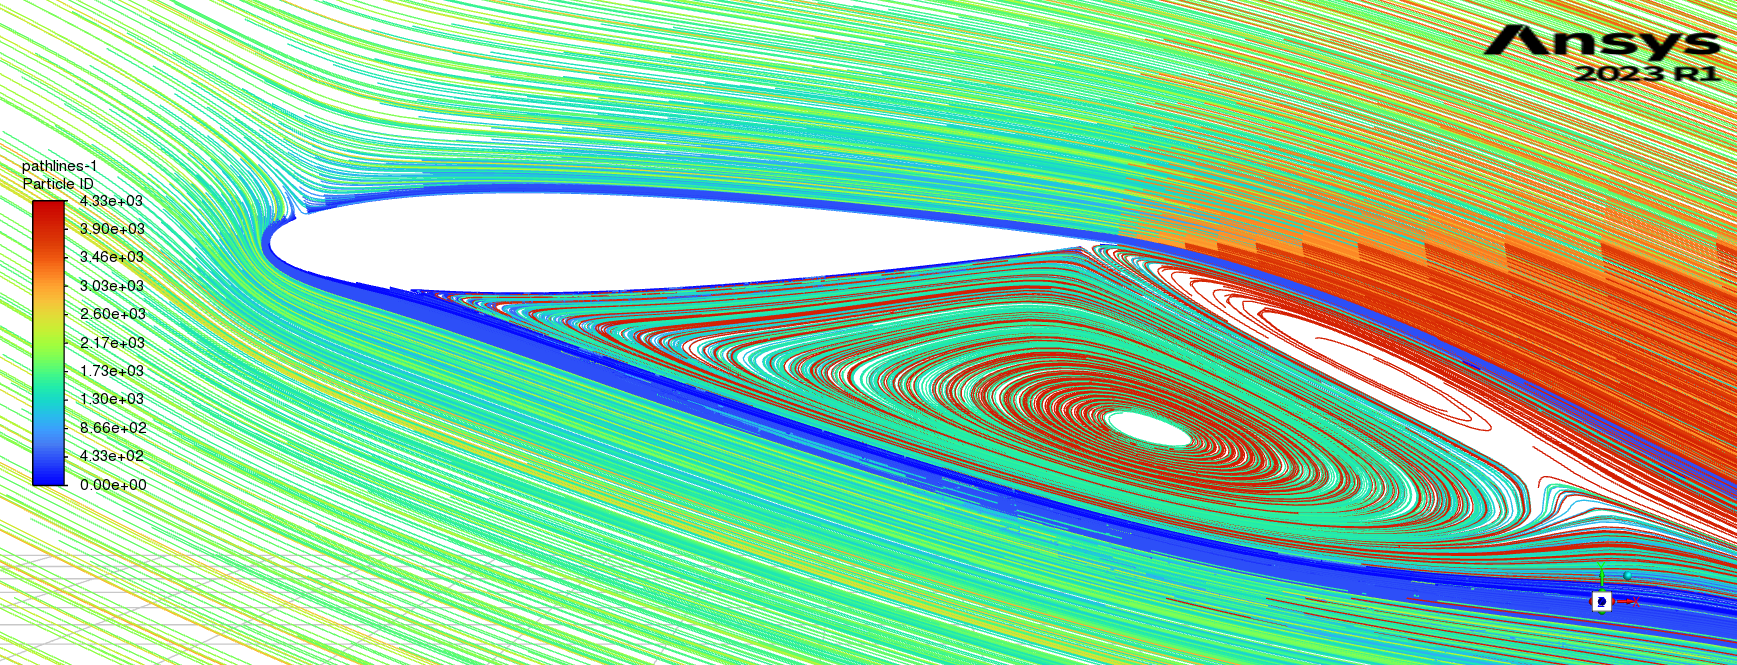 Ansys
2023 R1
pathlines-1
Particle ID
4.33e+03
3.90e+03
3.46e+03
3.03e+03
2.60e+03
2.17e+03
1.73e+03
1.30e+03
8.66e+02
4.33e+02
0.00e+00
Y
X